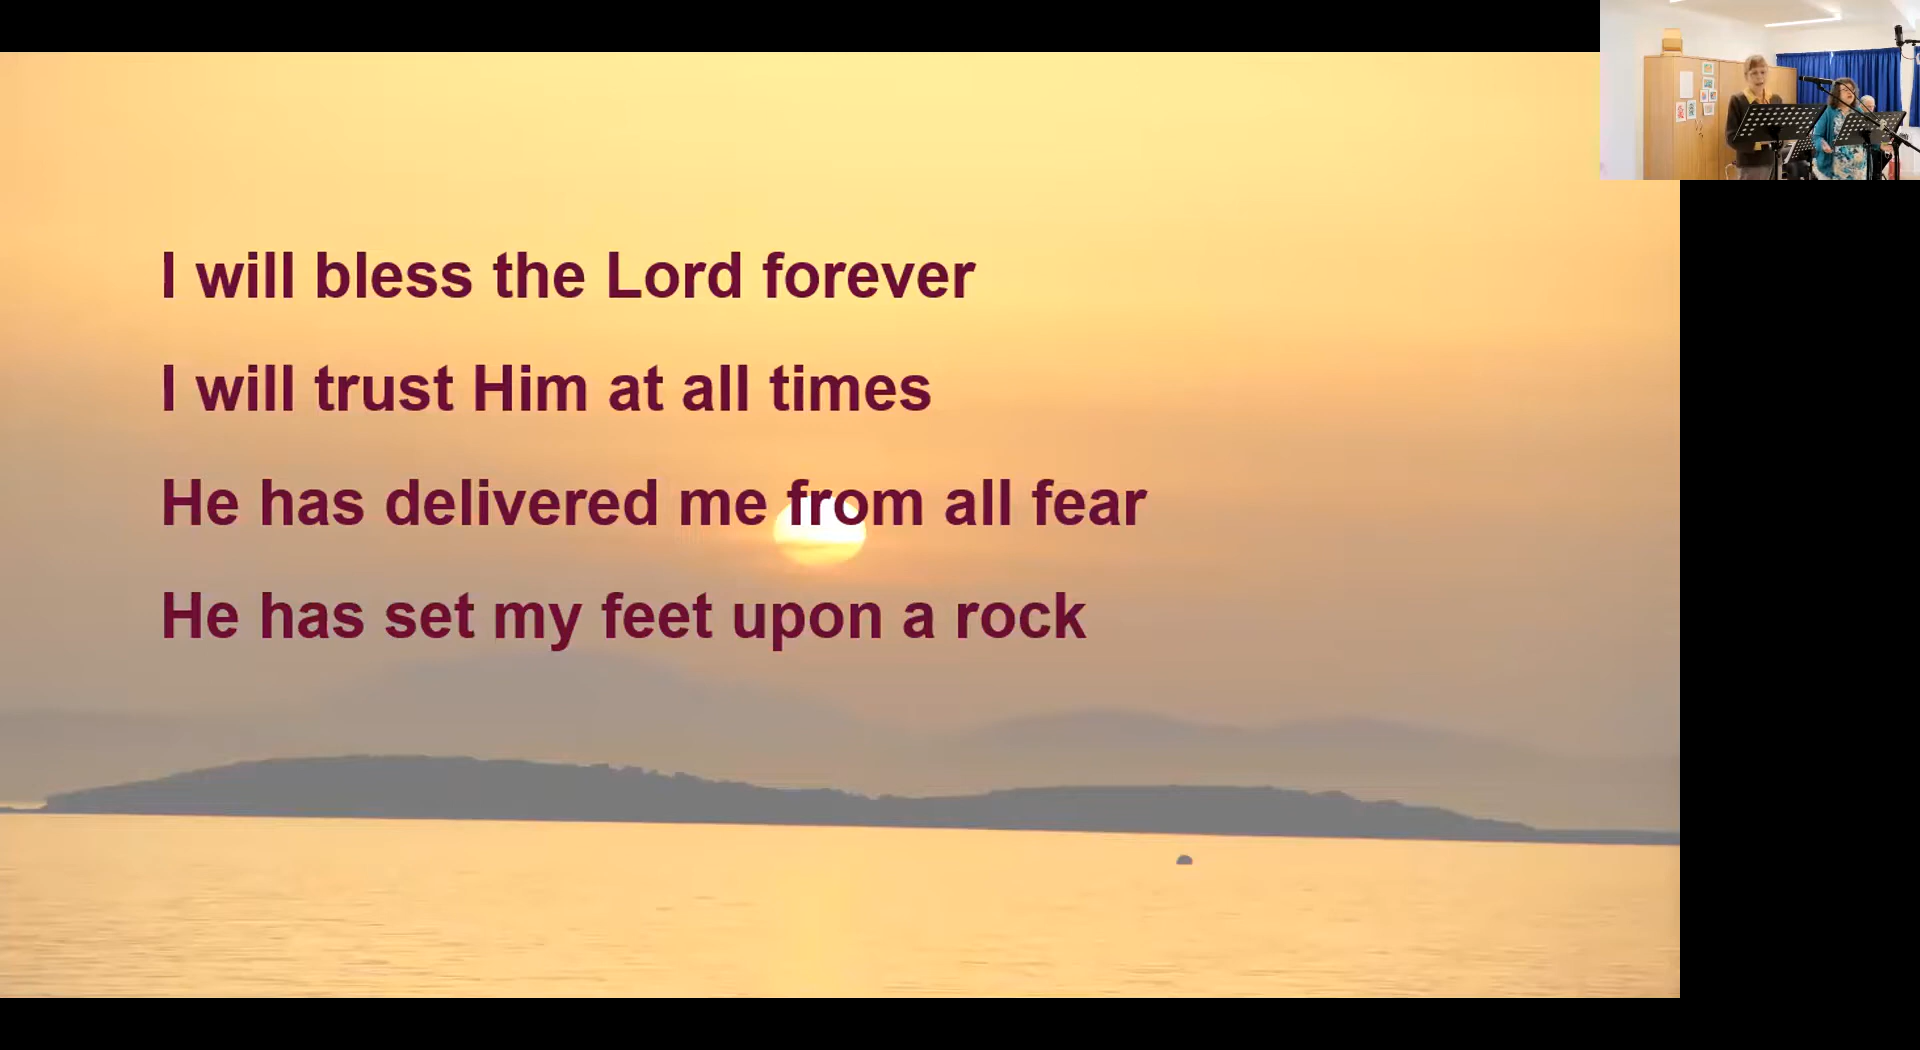 I will bless the Lord forever
I will trust Him at all times
He has delivered me from all fear
He has set my feet upon a rock